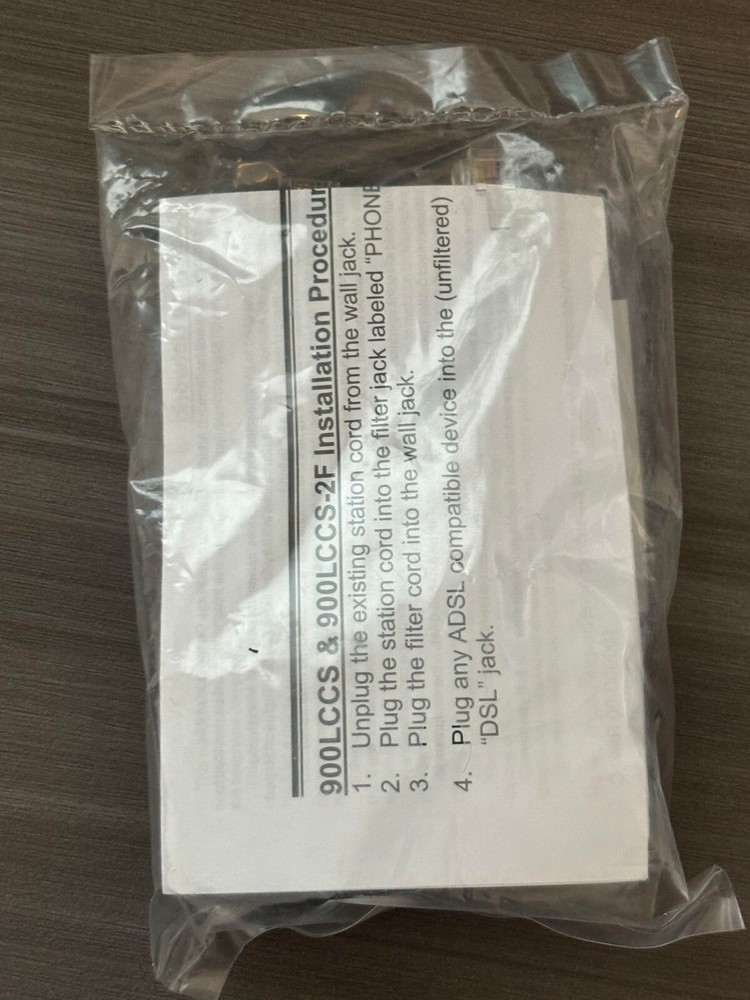 900LCCS & 900LCCS-2F Installation Procedur
1. Unplug the existing station cord from the wall jack.
2. Plug the station cord into the filter jack labeled “PHONE
3. Plug the filter cord into the wall jack.
4. Plug any ADSL compatible device into the (unfiltered)
“DSL” jack.